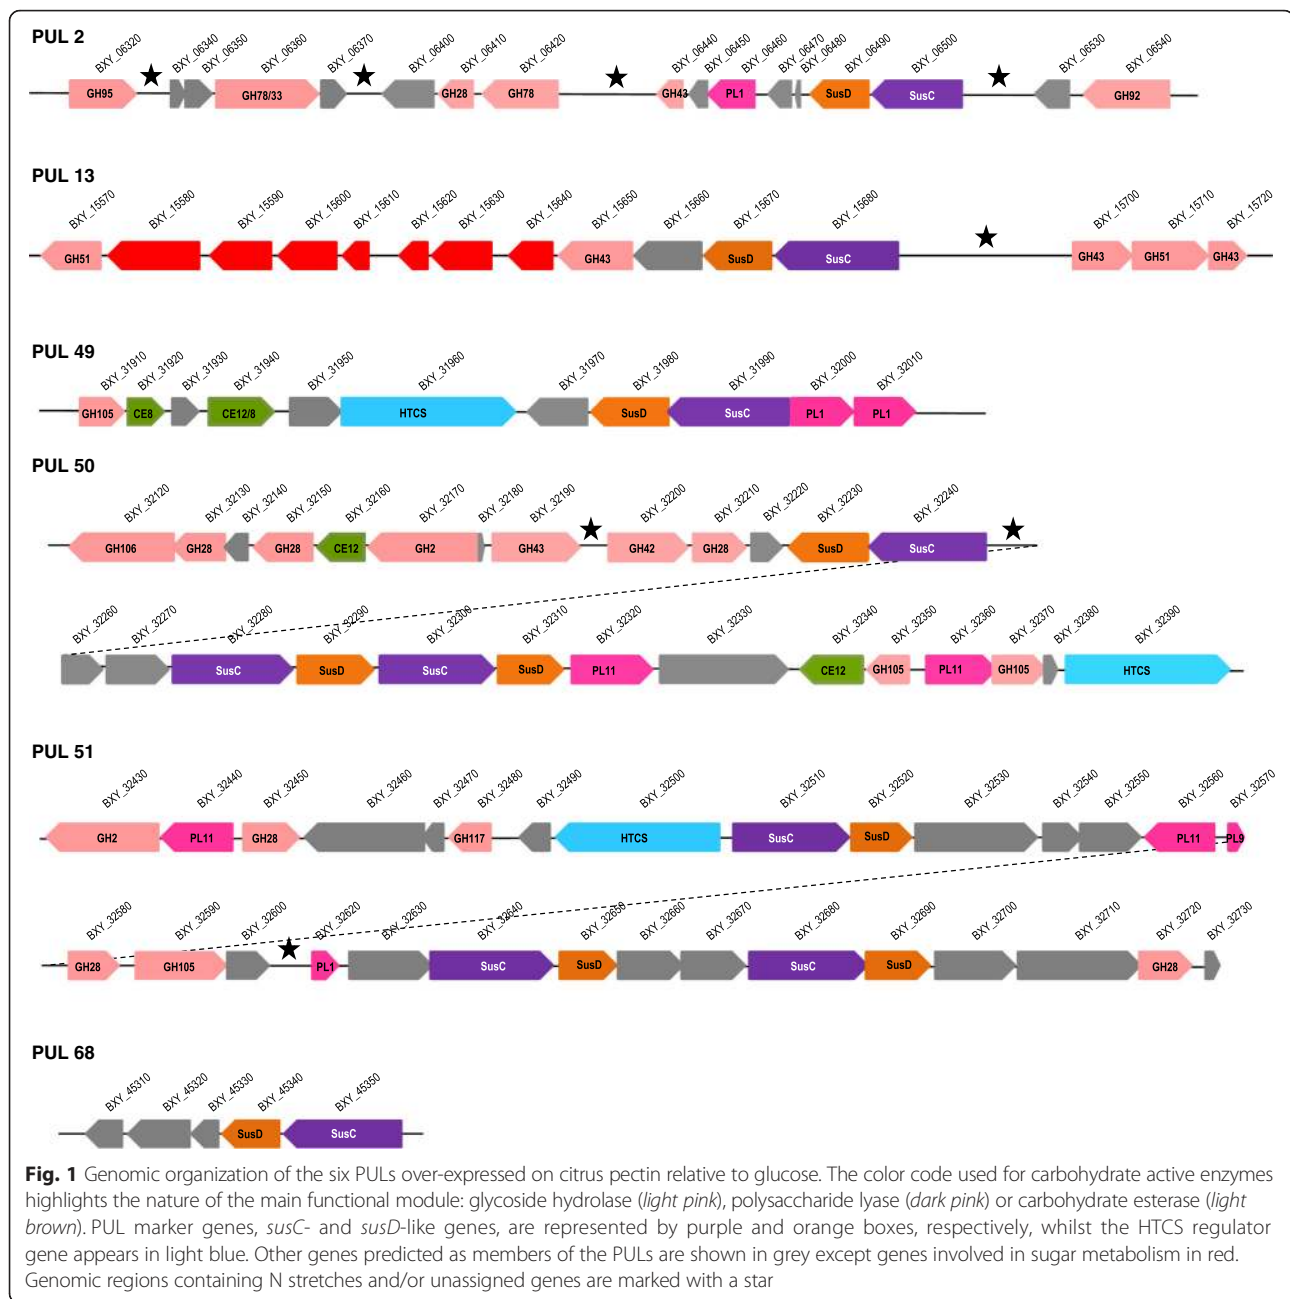 PUL 2
BXY_06320 BXY_06340 BXY_06350 BXY_06360 BXY_06370 BXY_06400 BXY_06410 BXY_06420 BXY_06440 BXY_06450 BXY_06460 BXY_06470 BXY_06480 BXY_06490 BXY_06500 BXY_06530 BXY_06540
GH95 GH78/33 GH28 GH78 GH43 PL1 SusD SusC GH92
PUL 13
BXY_15570 BXY_15580 BXY_15590 BXY_15600 BXY_15610 BXY_15620 BXY_15630 BXY_15640 BXY_15650 BXY_15660 BXY_15670 BXY_15680 BXY_15700 BXY_15710 BXY_15720
GH51 GH43 SusD SusC GH43 GH51 GH43
PUL 49
BXY_31910 BXY_31920 BXY_31930 BXY_31940 BXY_31950 BXY_31960 BXY_31970 BXY_31980 BXY_31990 BXY_32000 BXY_32010
GH105 CE8 CE12/8 HTCS SusD SusC PL1 PL1
PUL 50
BXY_32120 BXY_32130 BXY_32140 BXY_32150 BXY_32160 BXY_32170 BXY_32180 BXY_32190 BXY_32200 BXY_32210 BXY_32220 BXY_32230 BXY_32240
GH106 GH28 GH28 CE12 GH2 GH43 GH42 GH28 SusD SusC
BXY_32260 BXY_32270 BXY_32280 BXY_32290 BXY_32300 BXY_32310 BXY_32320 BXY_32330 BXY_32340 BXY_32350 BXY_32360 BXY_32370 BXY_32380 BXY_32390
SusC SusD SusC SusD PL11 CE12 GH105 PL11 GH105 HTCS
PUL 51
BXY_32430 BXY_32440 BXY_32450 BXY_32460 BXY_32470 BXY_32480 BXY_32490 BXY_32500 BXY_32510 BXY_32520 BXY_32530 BXY_32540 BXY_32550 BXY_32560 BXY_32570
GH2 PL11 GH28 GH117 HTCS SusC SusD PL11 PL9
BXY_32580 BXY_32590 BXY_32600 BXY_32620 BXY_32630 BXY_32640 BXY_32650 BXY_32660 BXY_32670 BXY_32680 BXY_32690 BXY_32700 BXY_32710 BXY_32720 BXY_32730
GH28 GH105 PL1 SusC SusD SusC SusD GH28
PUL 68
BXY_45310 BXY_45320 BXY_45330 BXY_45340 BXY_45350
SusD SusC
Fig. 1 Genomic organization of the six PULs over-expressed on citrus pectin relative to glucose. The color code used for carbohydrate active enzymes
highlights the nature of the main functional module: glycoside hydrolase (light pink), polysaccharide lyase (dark pink) or carbohydrate esterase (light
brown). PUL marker genes, susC- and susD-like genes, are represented by purple and orange boxes, respectively, whilst the HTCS regulator
gene appears in light blue. Other genes predicted as members of the PULs are shown in grey except genes involved in sugar metabolism in red.
Genomic regions containing N stretches and/or unassigned genes are marked with a star